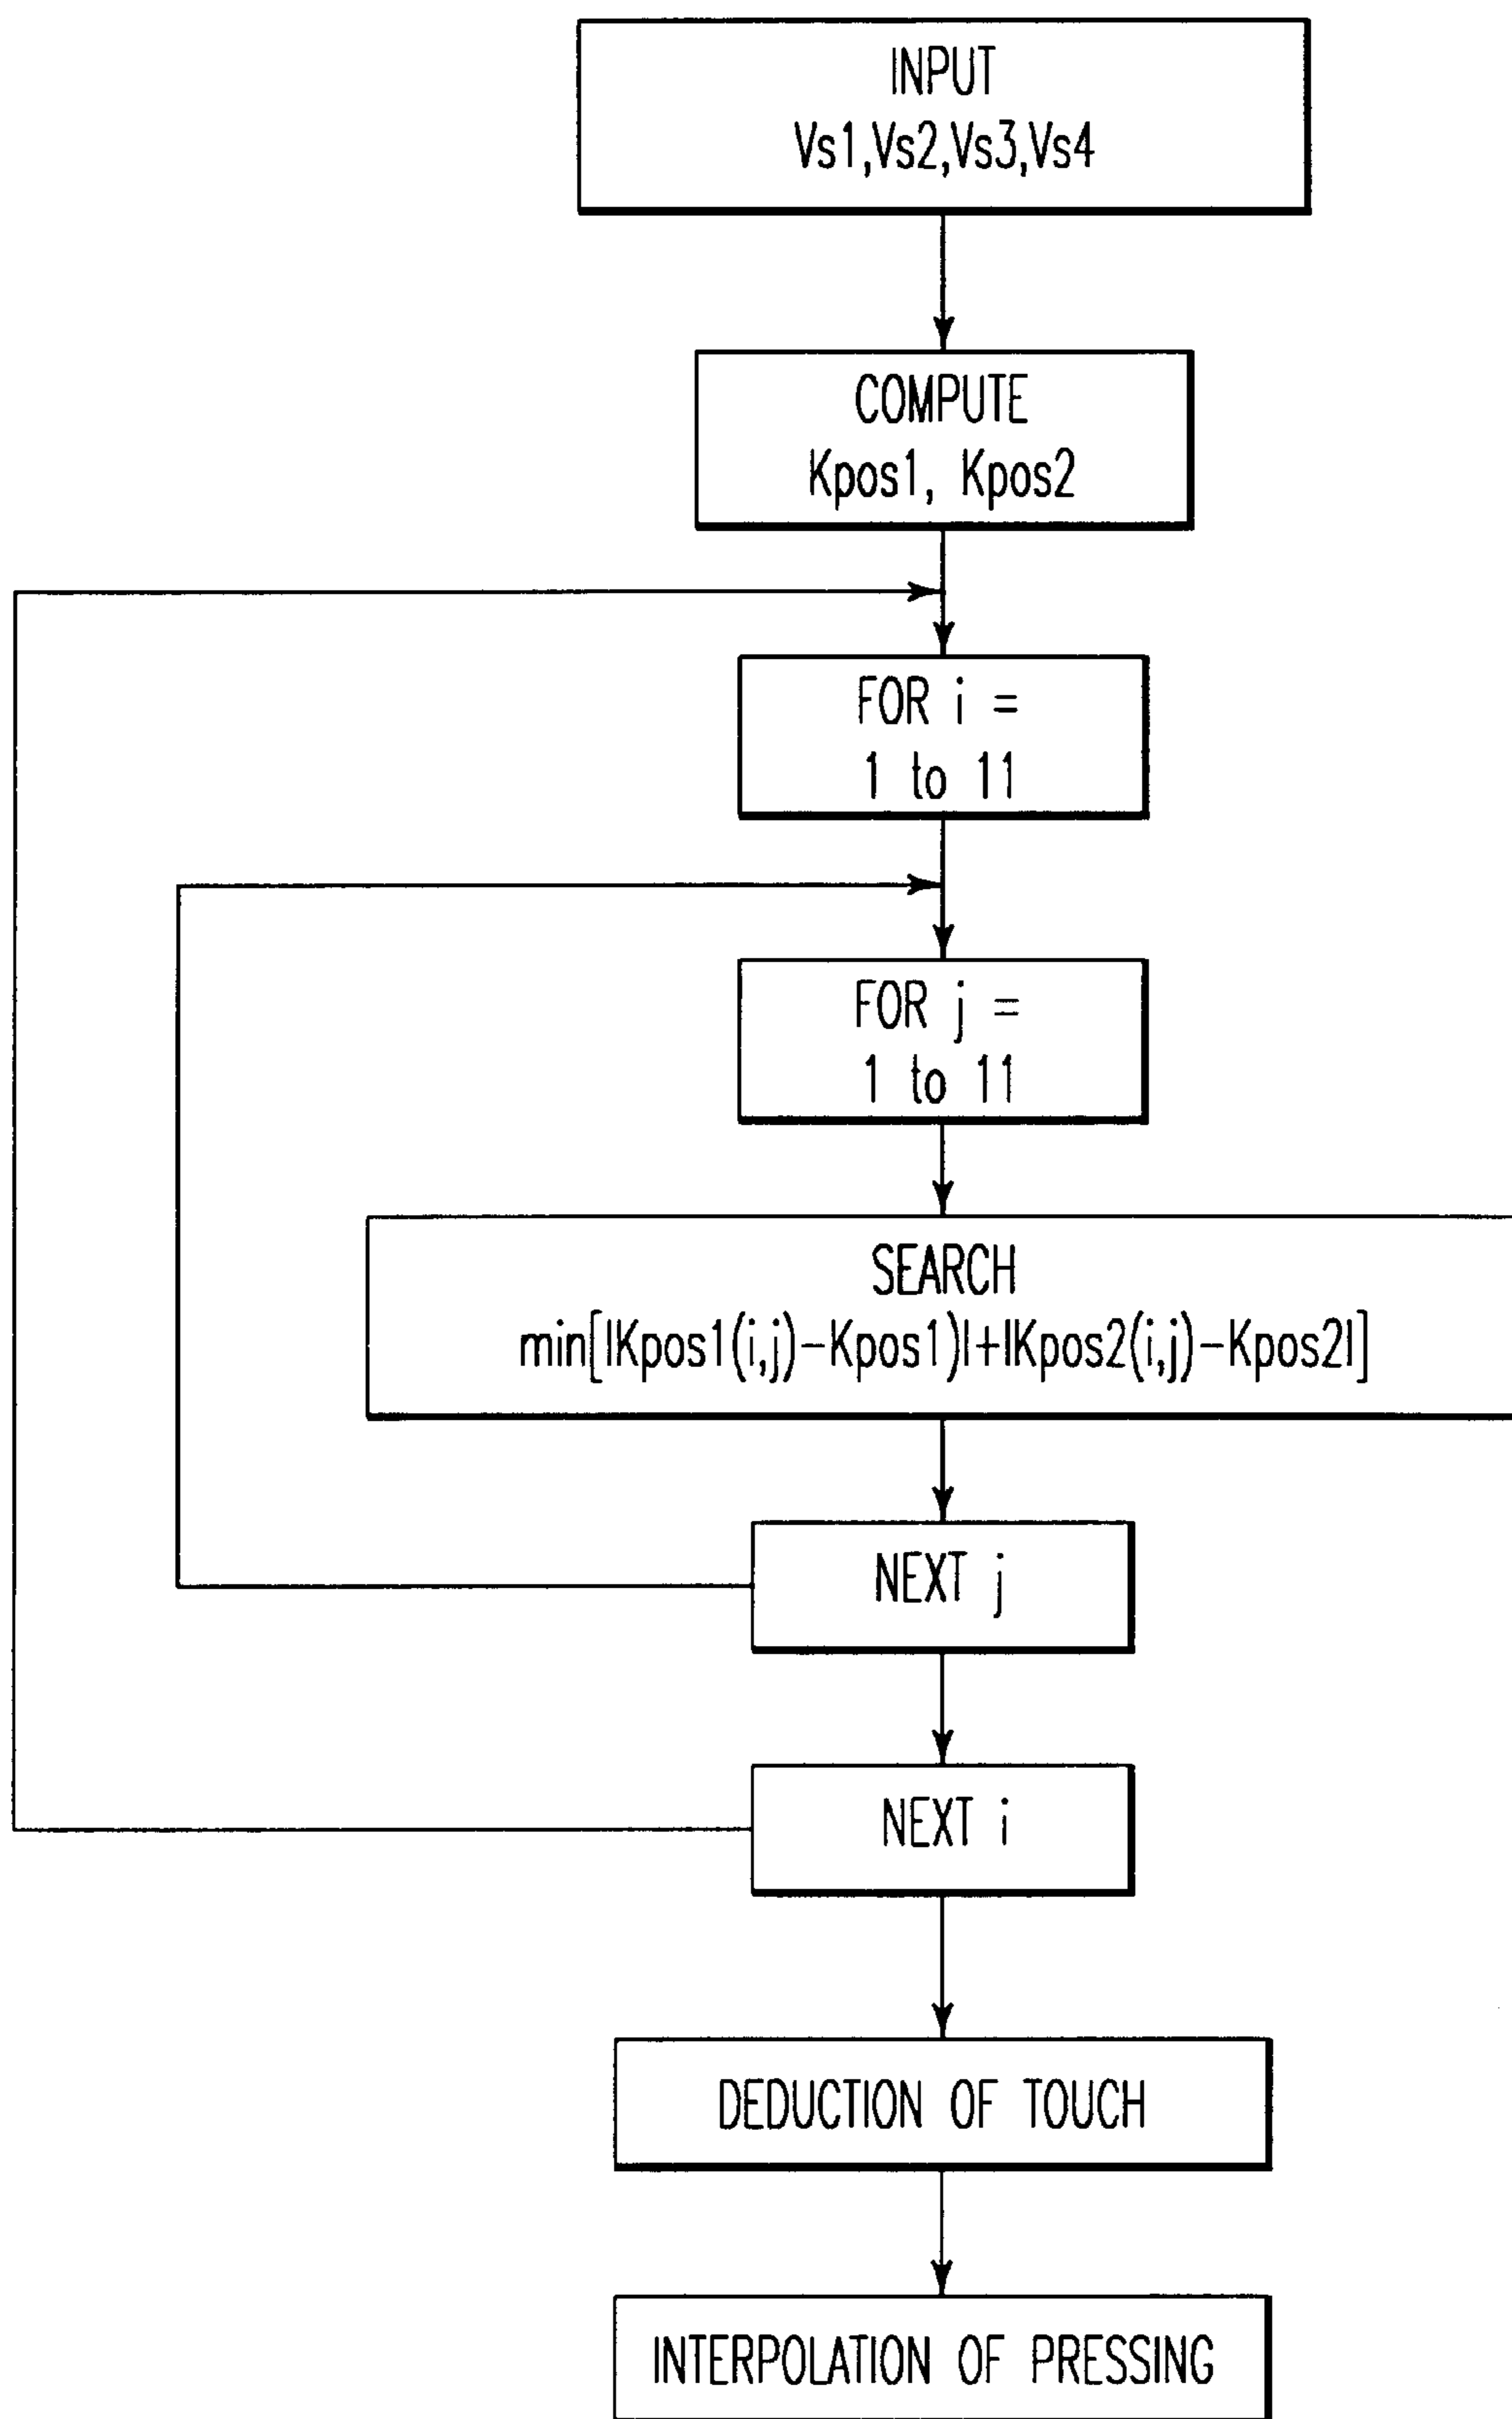 INPUT
Vs1,Vs2,Vs3,Vs4
COMPUTE
Kpos1, Kpos2
FOR i =
1 to 11
FOR j =
1 to 11
SEARCH
min[|Kpos1(i,j)-Kpos1)|+|Kpos2(i,j)-Kpos2|]
NEXT j
NEXT i
DEDUCTION OF TOUCH
INTERPOLATION OF PRESSING